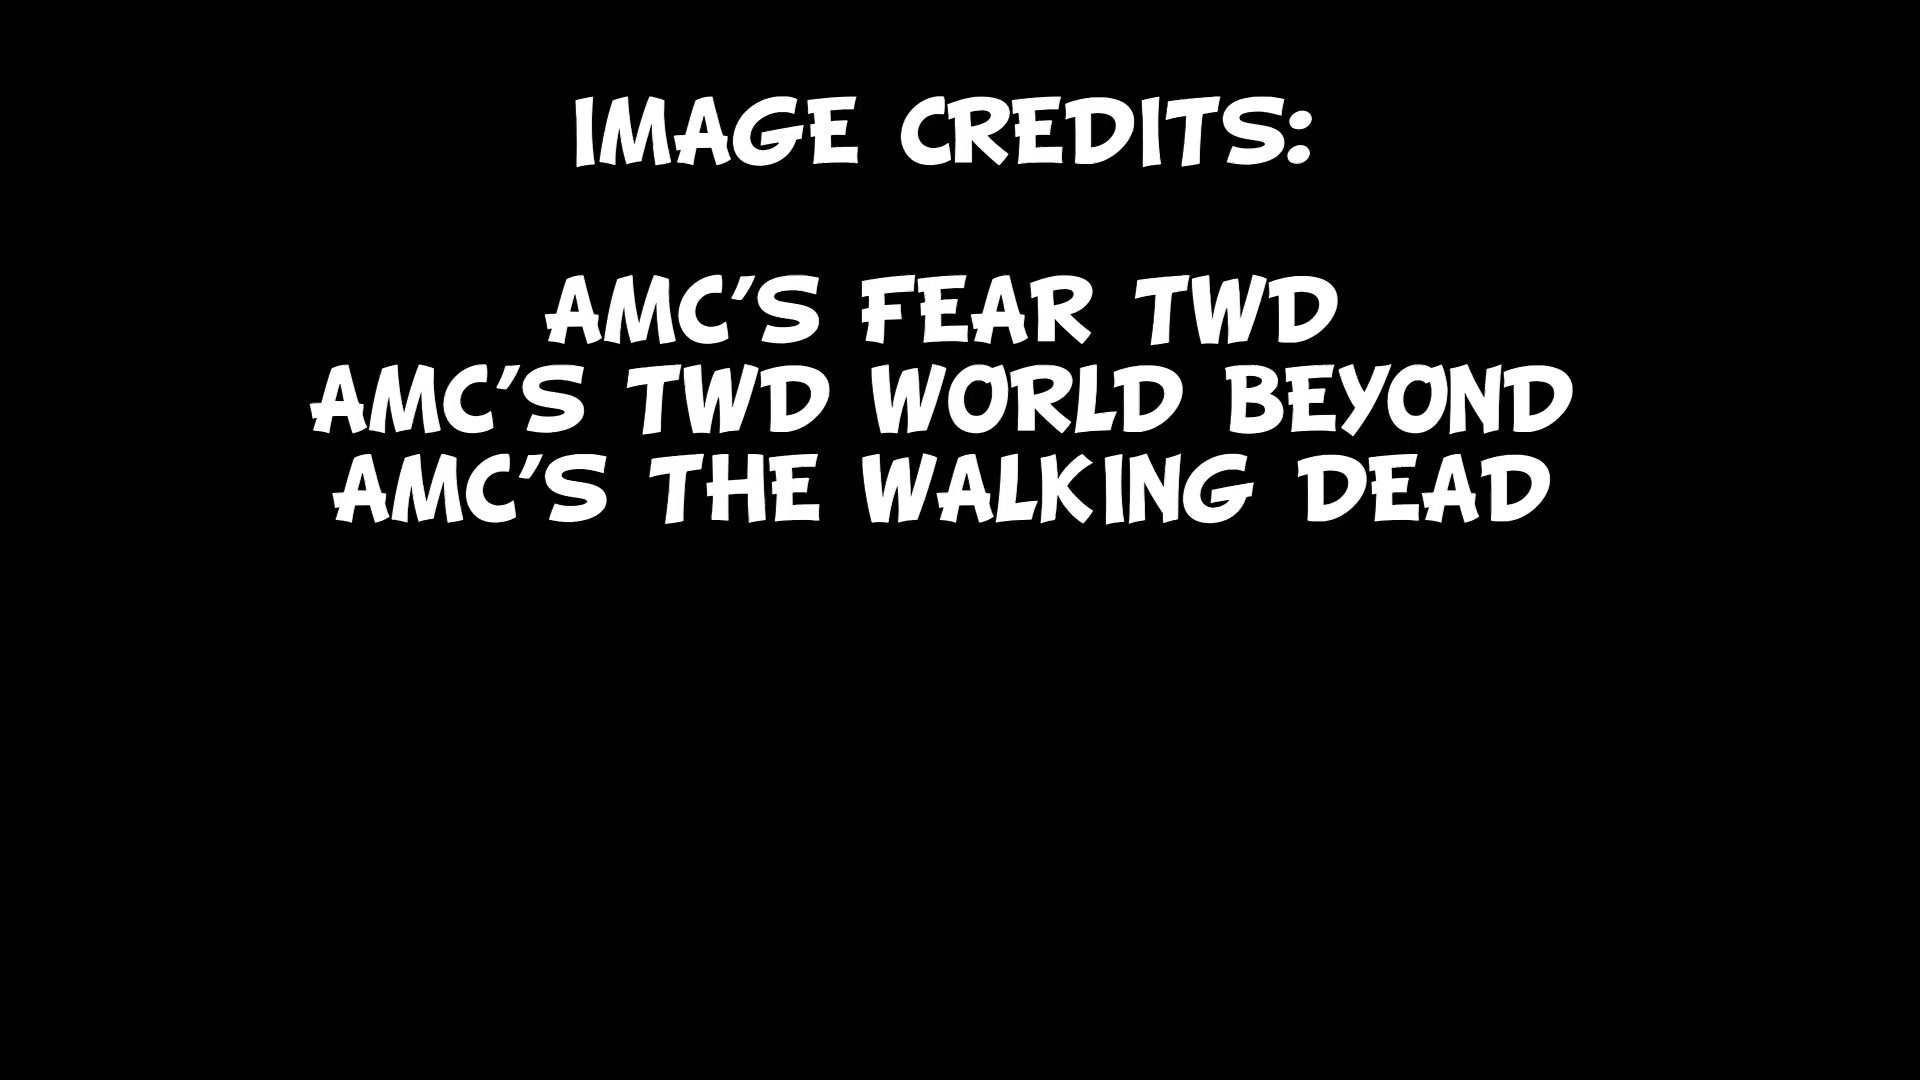 IMAGE CREDITS:
AMC'S FEAR TWD
AMC'S TWD WORLD BEYOND
AMC'S THE WALKING DEAD